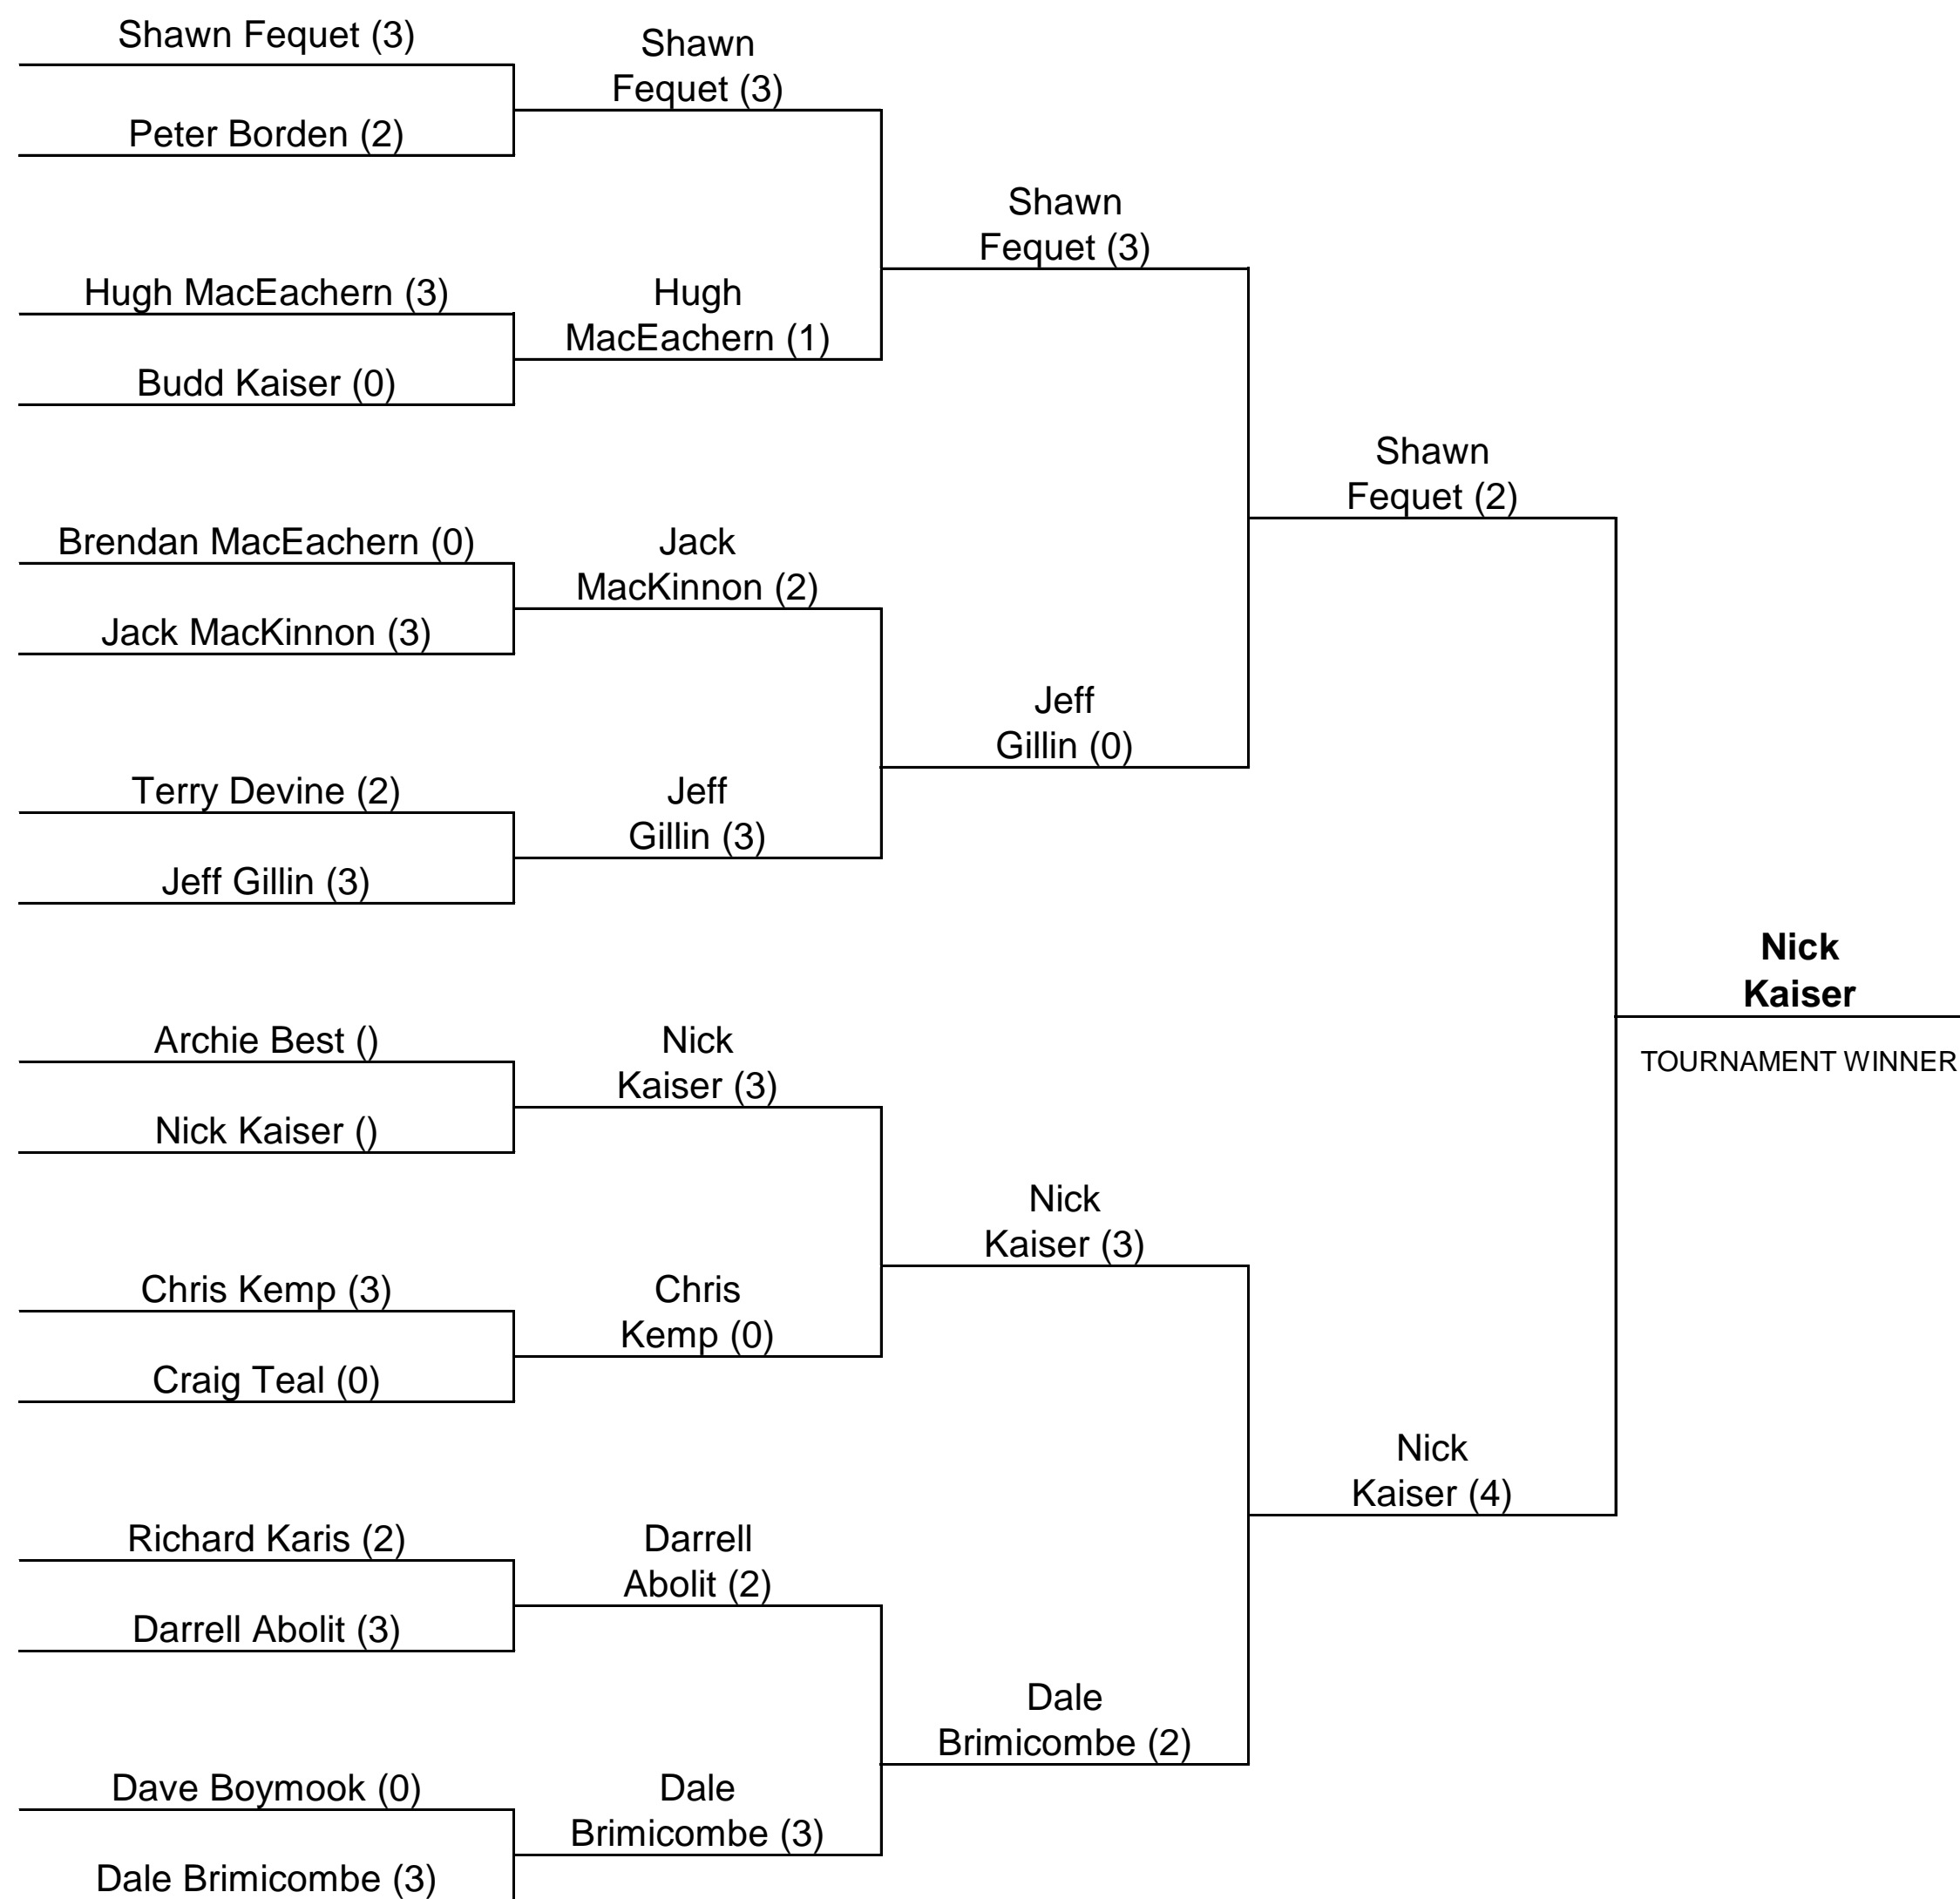 Shawn Fequet (3)
Peter Borden (2)
Hugh MacEachern (3)
Budd Kaiser (0)
Brendan MacEachern (0)
Jack MacKinnon (3)
Terry Devine (2)
Jeff Gillin (3)
Archie Best ()
Nick Kaiser ()
Chris Kemp (3)
Craig Teal (0)
Richard Karis (2)
Darrell Abolit (3)
Dave Boymook (0)
Dale Brimicombe (3)
Shawn
Fequet (3)
Hugh
MacEachern (1)
Jack
MacKinnon (2)
Jeff
Gillin (3)
Nick
Kaiser (3)
Chris
Kemp (0)
Darrell
Abolit (2)
Dale
Brimicombe (3)
Shawn
Fequet (3)
Jeff
Gillin (0)
Nick
Kaiser (3)
Dale
Brimicombe (2)
Shawn
Fequet (2)
Nick
Kaiser (4)
Nick
Kaiser
TOURNAMENT WINNER